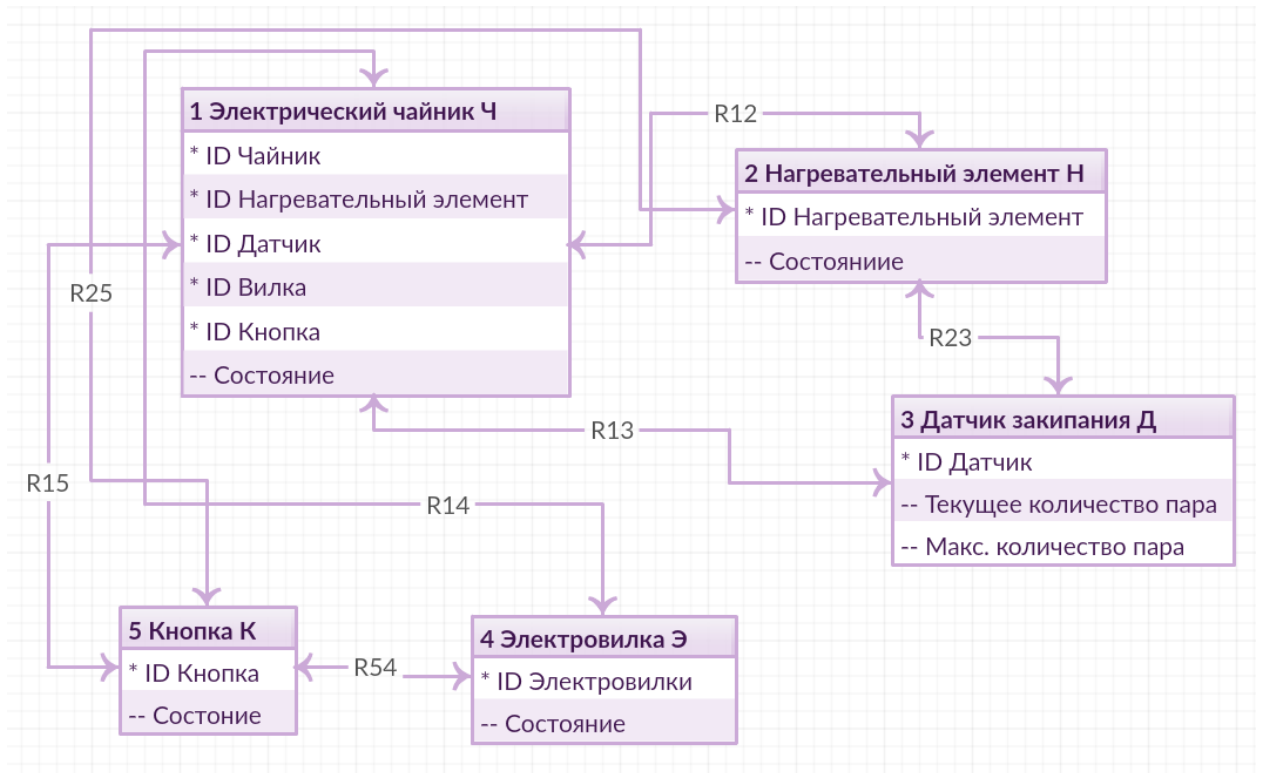 1 Электрический чайник Ч
* ID Чайник
* ID Нагревательный элемент
* ID Датчик
* ID Вилка
* ID Кнопка
-- Состояние
R12
2 Нагревательный элемент Н
* ID Нагревательный элемент
-- Состояниие
R25
R23
R13
3 Датчик закипания Д
* ID Датчик
-- Текущее количество пара
-- Макс. количество пара
R15
R14
5 Кнопка К
* ID Кнопка
-- Состоние
R54
4 Электровилка Э
* ID Электровилки
-- Состояние